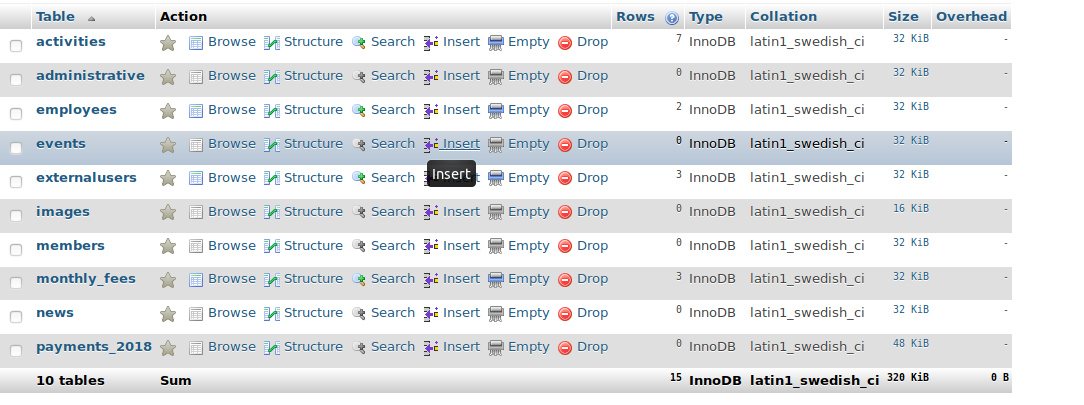 Table Action Rows Type Collation Size Overhead
activities Browse Structure Search Insert Empty Drop 7 InnoDB latin1_swedish_ci 32 KiB -
administrative Browse Structure Search Insert Empty Drop 0 InnoDB latin1_swedish_ci 32 KiB -
employees Browse Structure Search Insert Empty Drop 2 InnoDB latin1_swedish_ci 32 KiB -
events Browse Structure Search Insert Empty Drop 0 InnoDB latin1_swedish_ci 32 KiB -
Insert
externalusers Browse Structure Search Empty Drop 3 InnoDB latin1_swedish_ci 32 KiB -
images Browse Structure Search Insert Empty Drop 0 InnoDB latin1_swedish_ci 16 KiB -
members Browse Structure Search Insert Empty Drop 0 InnoDB latin1_swedish_ci 32 KiB -
monthly_fees Browse Structure Search Insert Empty Drop 3 InnoDB latin1_swedish_ci 32 KiB -
news Browse Structure Search Insert Empty Drop 0 InnoDB latin1_swedish_ci 32 KiB -
payments_2018 Browse Structure Search Insert Empty Drop 0 InnoDB latin1_swedish_ci 48 KiB -
10 tables Sum 15 InnoDB latin1_swedish_ci 320 KiB 0 B